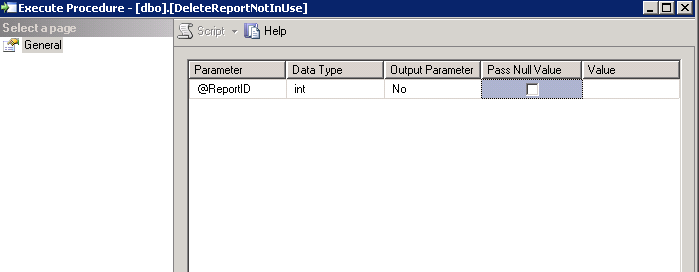 Execute Procedure - [dbo].[DeleteReportNotInUse]
Select a page
General
Script Help
Parameter Data Type Output Parameter Pass Null Value Value
@ReportID int No